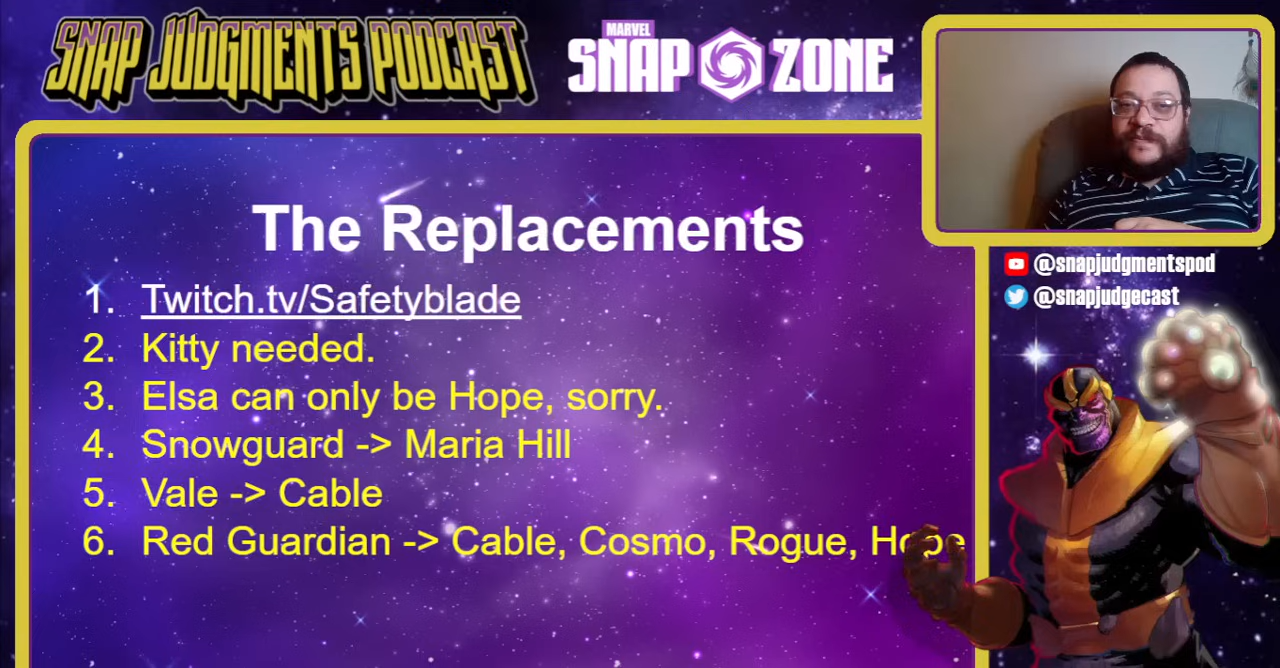 SNAP JUDGMENTS PODCAST
MARVEL
SNAP ZONE
The Replacements
1. Twitch.tv/Safetyblade
2. Kitty needed.
3. Elsa can only be Hope, sorry.
4. Snowguard -> Maria Hill
5. Vale -> Cable
6. Red Guardian -> Cable, Cosmo, Rogue, Hope
@snapjudgmentspod
@snapjudgecast